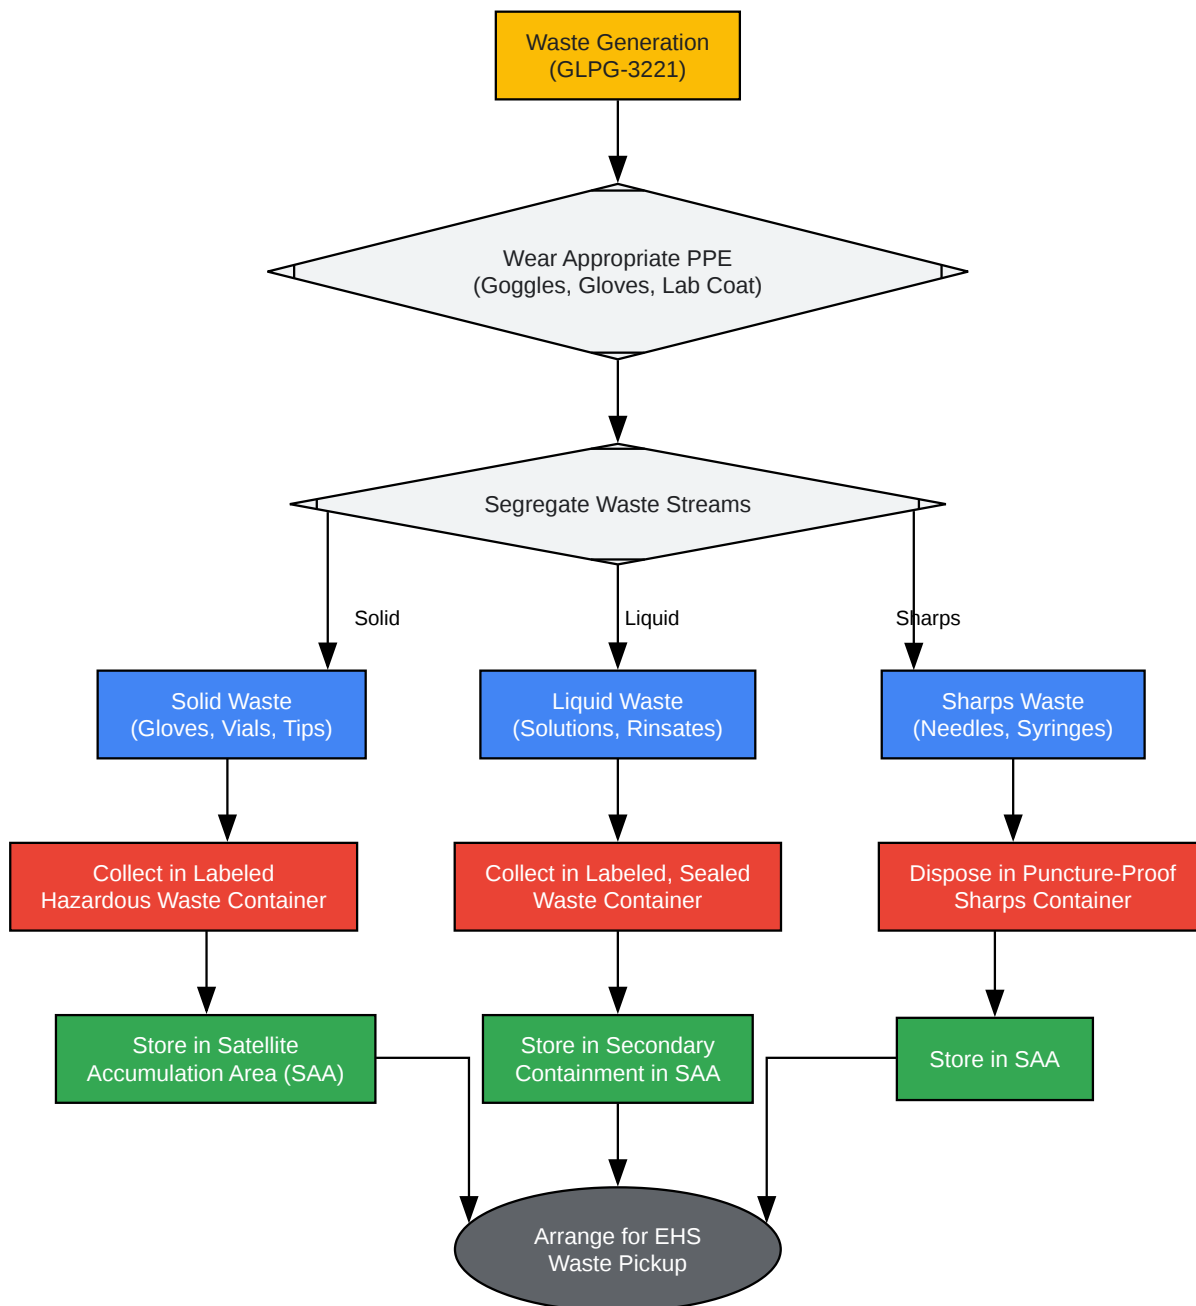 Waste Generation
(GLPG-3221)
Wear Appropriate PPE
(Goggles, Gloves, Lab Coat)
Segregate Waste Streams
Solid
Liquid
Sharps
Solid Waste
(Gloves, Vials, Tips)
Liquid Waste
(Solutions, Rinsates)
Sharps Waste
(Needles, Syringes)
Collect in Labeled
Hazardous Waste Container
Collect in Labeled, Sealed
Waste Container
Dispose in Puncture-Proof
Sharps Container
Store in Satellite
Accumulation Area (SAA)
Store in Secondary
Containment in SAA
Store in SAA
Arrange for EHS
Waste Pickup